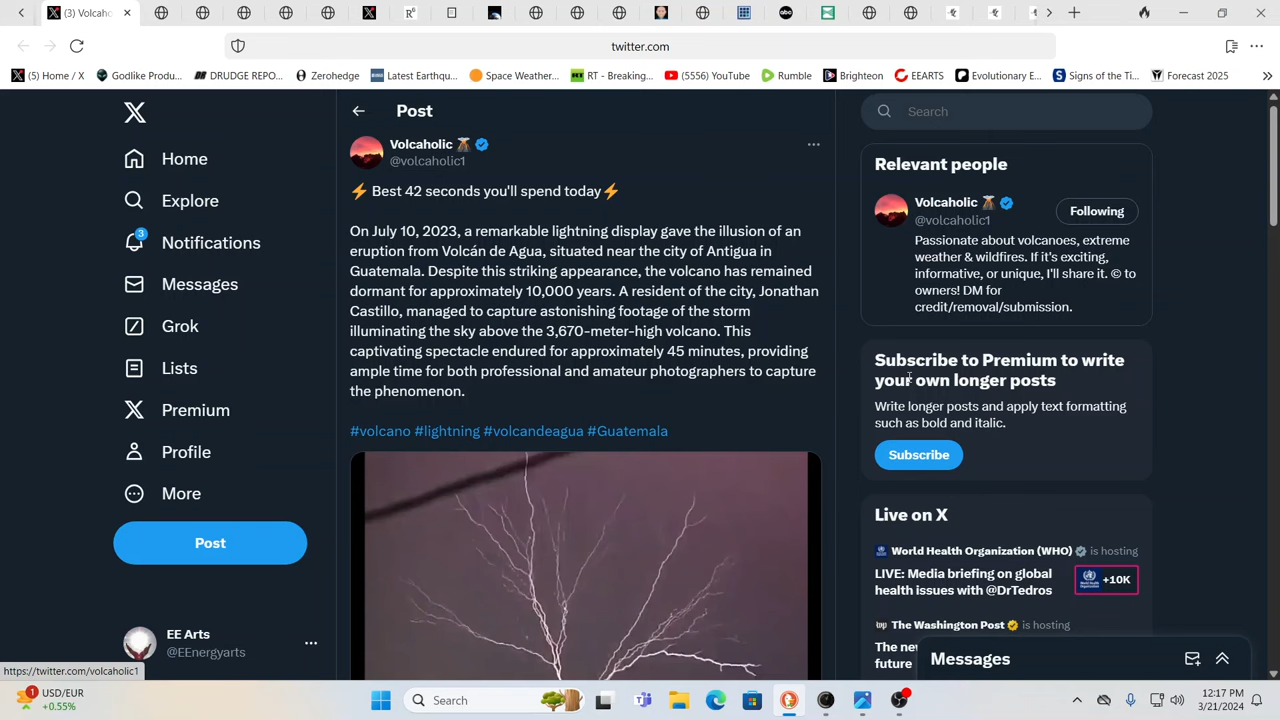 (3) Volcaho
twitter.com
(5) Home / X
Godlike Produ...
DRUDGE REPO...
Zerohedge
Latest Earthqu...
Space Weather...
RT - Breaking...
(5556) YouTube
Rumble
Brighteon
EEARTS
Evolutionary E...
Signs of the Ti...
Forecast 2025
Home
Explore
3
Notifications
Messages
Grok
Lists
Premium
Profile
More
Post
EE Arts
@EEnergyarts
https://twitter.com/volcaholic1
Post
Volcaholic
@volcaholic1
⚡ Best 42 seconds you'll spend today⚡
On July 10, 2023, a remarkable lightning display gave the illusion of an
eruption from Volcán de Agua, situated near the city of Antigua in
Guatemala. Despite this striking appearance, the volcano has remained
dormant for approximately 10,000 years. A resident of the city, Jonathan
Castillo, managed to capture astonishing footage of the storm
illuminating the sky above the 3,670-meter-high volcano. This
captivating spectacle endured for approximately 45 minutes, providing
ample time for both professional and amateur photographers to capture
the phenomenon.
#volcano #lightning #volcandeagua #Guatemala
Search
Relevant people
Volcaholic
@volcaholic1
Following
Passionate about volcanoes, extreme
weather & wildfires. If it's exciting,
informative, or unique, I'll share it. © to
owners! DM for
credit/removal/submission.
Subscribe to Premium to write
your own longer posts
Write longer posts and apply text formatting
such as bold and italic.
Subscribe
Live on X
World Health Organization (WHO) is hosting
LIVE: Media briefing on global
health issues with @DrTedros
+10K
The Washington Post is hosting
The nev
future
Messages
1
USD/EUR
+0.55%
Search
12:17 PM
3/21/2024